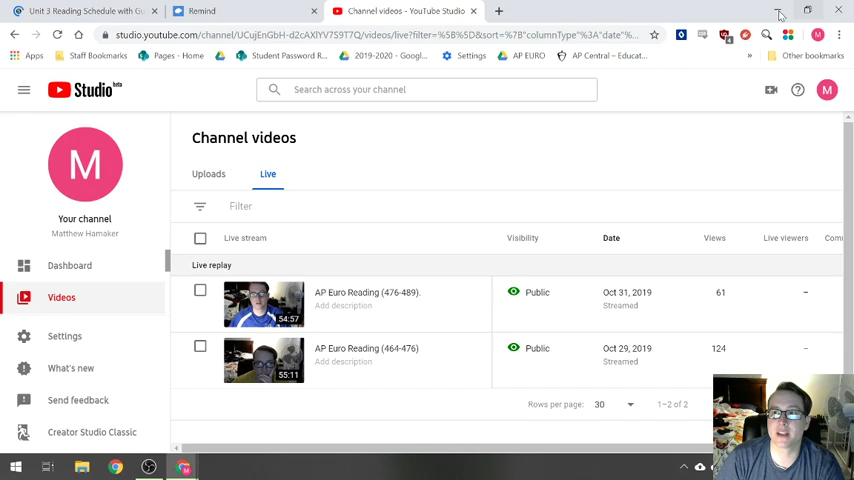 Unit 3 Reading Schedule with Gu
Remind
Channel videos - YouTube Studio
studio.youtube.com/channel/UCujEnGbH-d2cAXlYV7S9T7Q/videos/live?filter=%5B%5D&sort=%7B"columnType"%3A"date"%...
Apps
Staff Bookmarks
Pages - Home
Student Password R...
2019-2020 - Googl...
Settings
AP EURO
AP Central – Educat...
»
Other bookmarks
Studio beta
Search across your channel
M
M
Your channel
Matthew Hamaker
Dashboard
Videos
Settings
What's new
Send feedback
Creator Studio Classic
Channel videos
Uploads Live
Filter
Live stream Visibility Date Views Live viewers Com
Live replay
54:57 AP Euro Reading (476-489). Public Oct 31, 2019 61 –
Add description Streamed
55:11 AP Euro Reading (464-476) Public Oct 29, 2019 124 –
Add description Streamed
Rows per page: 30 1–2 of 2